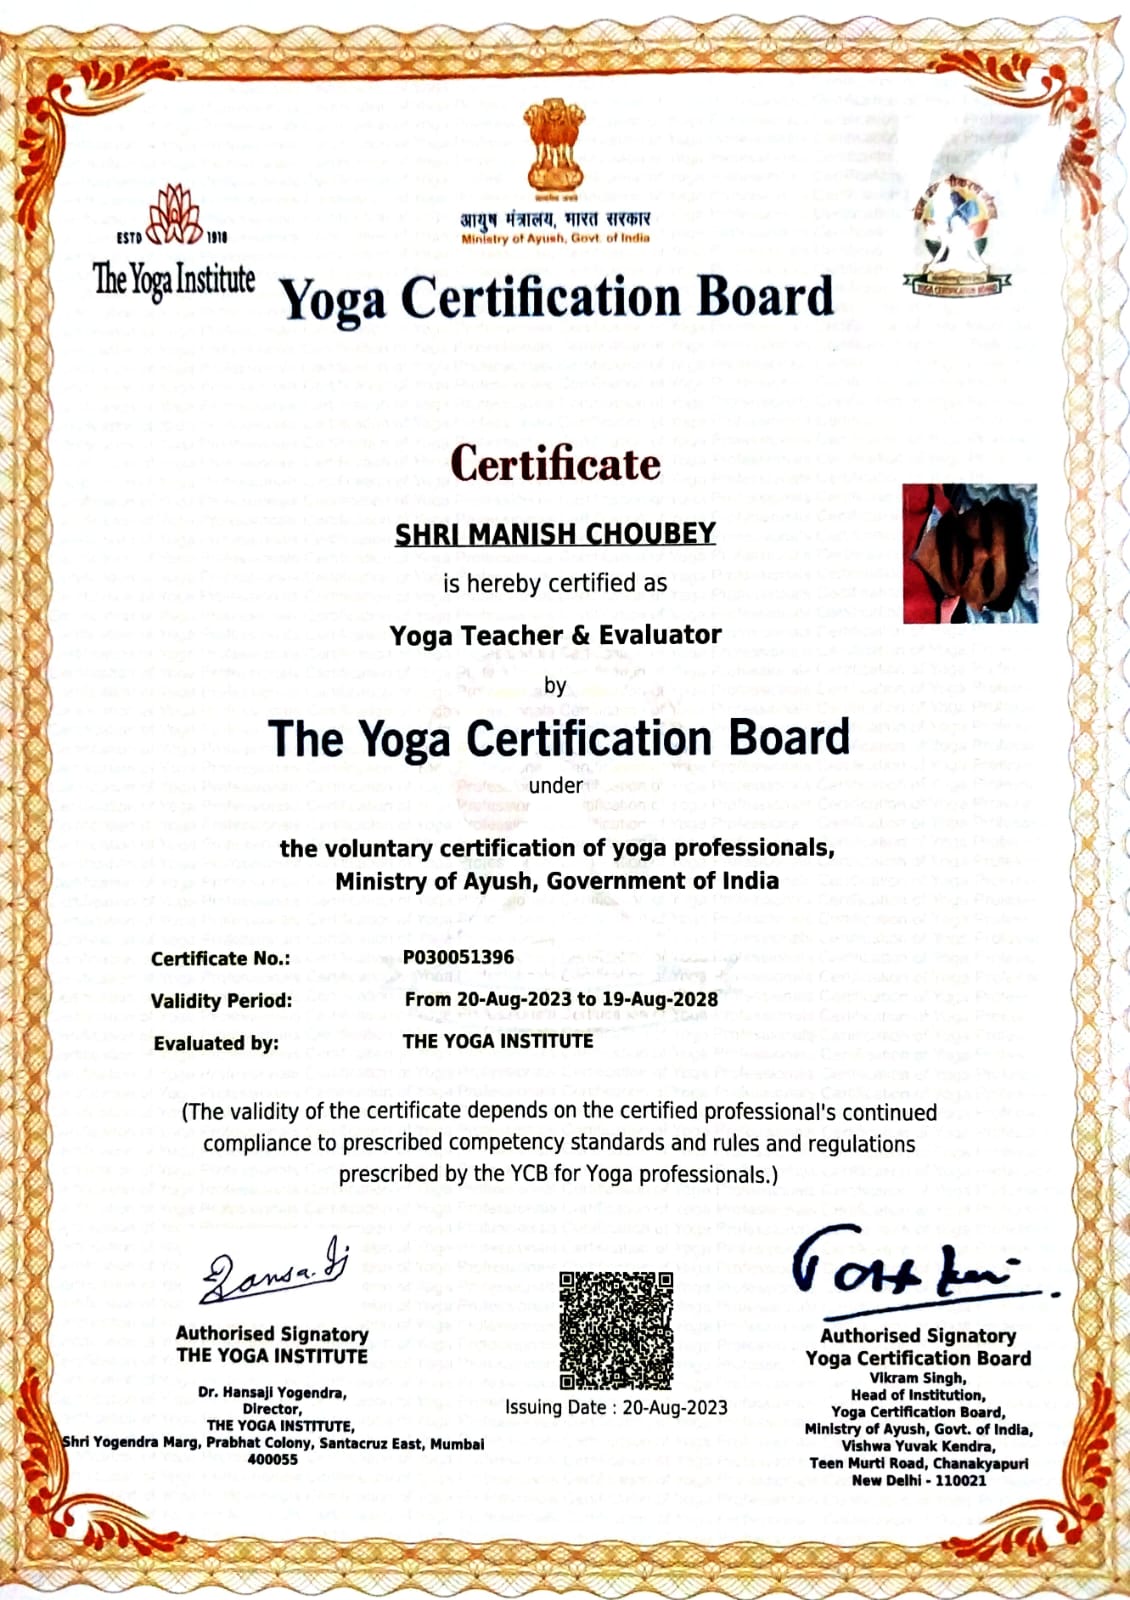 आयुष मंत्रालय, भारत सरकार
Ministry of Ayush, Govt. of India
ESTD 1918
The Yoga Institute
Yoga Certification Board
YOGA CERTIFICATION BOARD
Certificate
SHRI MANISH CHOUBEY
is hereby certified as
Yoga Teacher & Evaluator
by
The Yoga Certification Board
under
the voluntary certification of yoga professionals,
Ministry of Ayush, Government of India
Certificate No.: P030051396
Validity Period: From 20-Aug-2023 to 19-Aug-2028
Evaluated by: THE YOGA INSTITUTE
(The validity of the certificate depends on the certified professional's continued
compliance to prescribed competency standards and rules and regulations
prescribed by the YCB for Yoga professionals.)
Hansa. Ji
Authorised Signatory
THE YOGA INSTITUTE
Dr. Hansaji Yogendra,
Director,
THE YOGA INSTITUTE,
Shri Yogendra Marg, Prabhat Colony, Santacruz East, Mumbai
400055
Issuing Date : 20-Aug-2023
Authorised Signatory
Yoga Certification Board
Vikram Singh,
Head of Institution,
Yoga Certification Board,
Ministry of Ayush, Govt. of India,
Vishwa Yuvak Kendra,
Teen Murti Road, Chanakyapuri
New Delhi - 110021